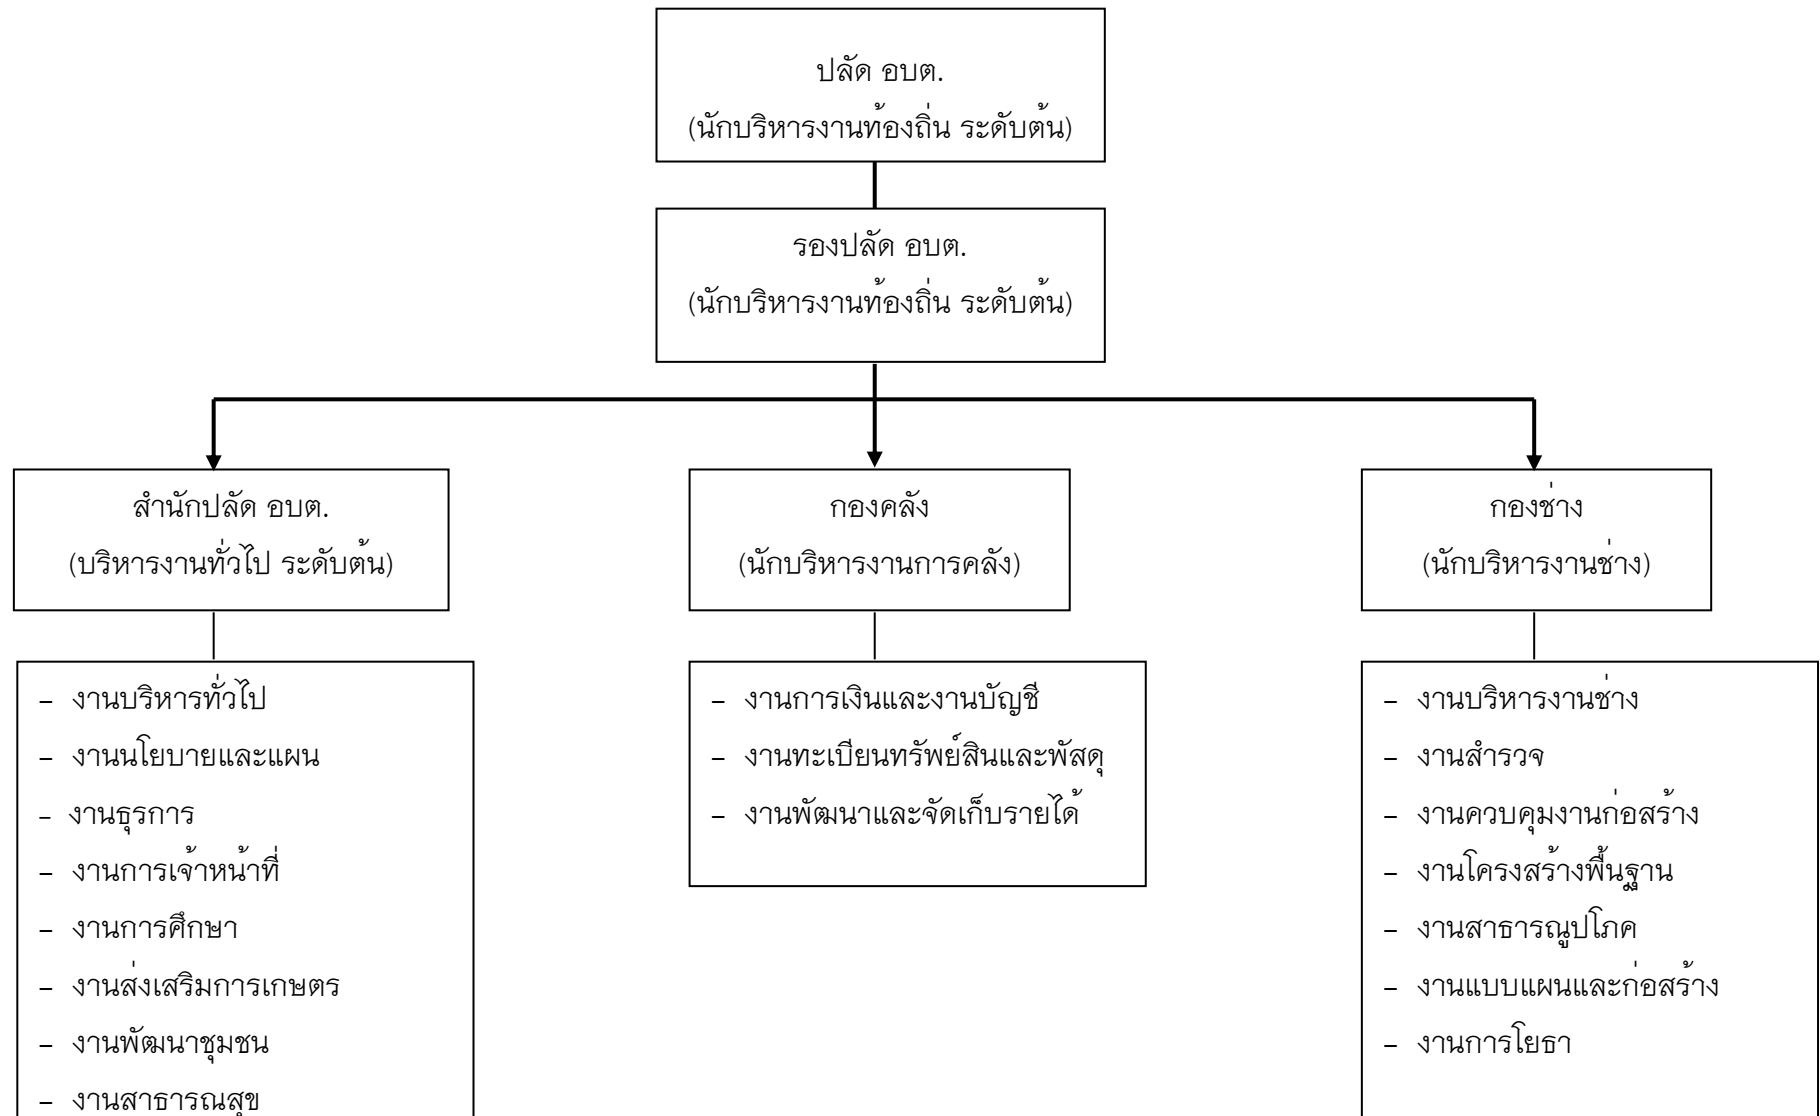 ปลัด อบต.
(นักบริหารงานท้องถิ่น ระดับต้น)
รองปลัด อบต.
(นักบริหารงานท้องถิ่น ระดับต้น)
สำนักปลัด อบต.
(บริหารงานทั่วไป ระดับต้น)
กองคลัง
(นักบริหารงานการคลัง)
กองช่าง
(นักบริหารงานช่าง)
- งานบริหารทั่วไป
- งานนโยบายและแผน
- งานธุรการ
- งานการเจ้าหน้าที่
- งานการศึกษา
- งานส่งเสริมการเกษตร
- งานพัฒนาชุมชน
- งานสาธารณสุข
- งานการเงินและงานบัญชี
- งานทะเบียนทรัพย์สินและพัสดุ
- งานพัฒนาและจัดเก็บรายได้
- งานบริหารงานช่าง
- งานสำรวจ
- งานควบคุมงานก่อสร้าง
- งานโครงสร้างพื้นฐาน
- งานสาธารณูปโภค
- งานแบบแผนและก่อสร้าง
- งานการโยธา